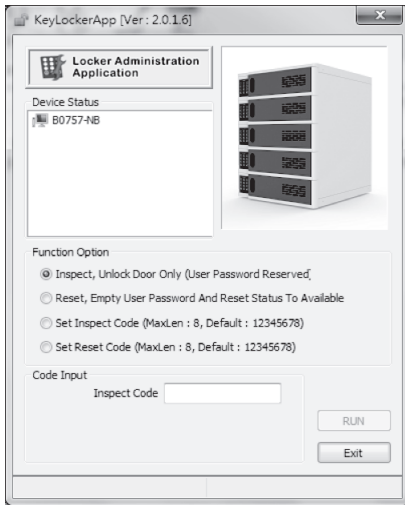 KeyLockerApp [Ver : 2.0.1.6]
Locker Administration
Application
Device Status
B0757-NB
Function Option
Inspect, Unlock Door Only (User Password Reserved
Reset, Empty User Password And Reset Status To Available
Set Inspect Code (MaxLen : 8, Default : 12345678)
Set Reset Code (MaxLen : 8, Default : 12345678)
Code Input
Inspect Code
RUN
Exit